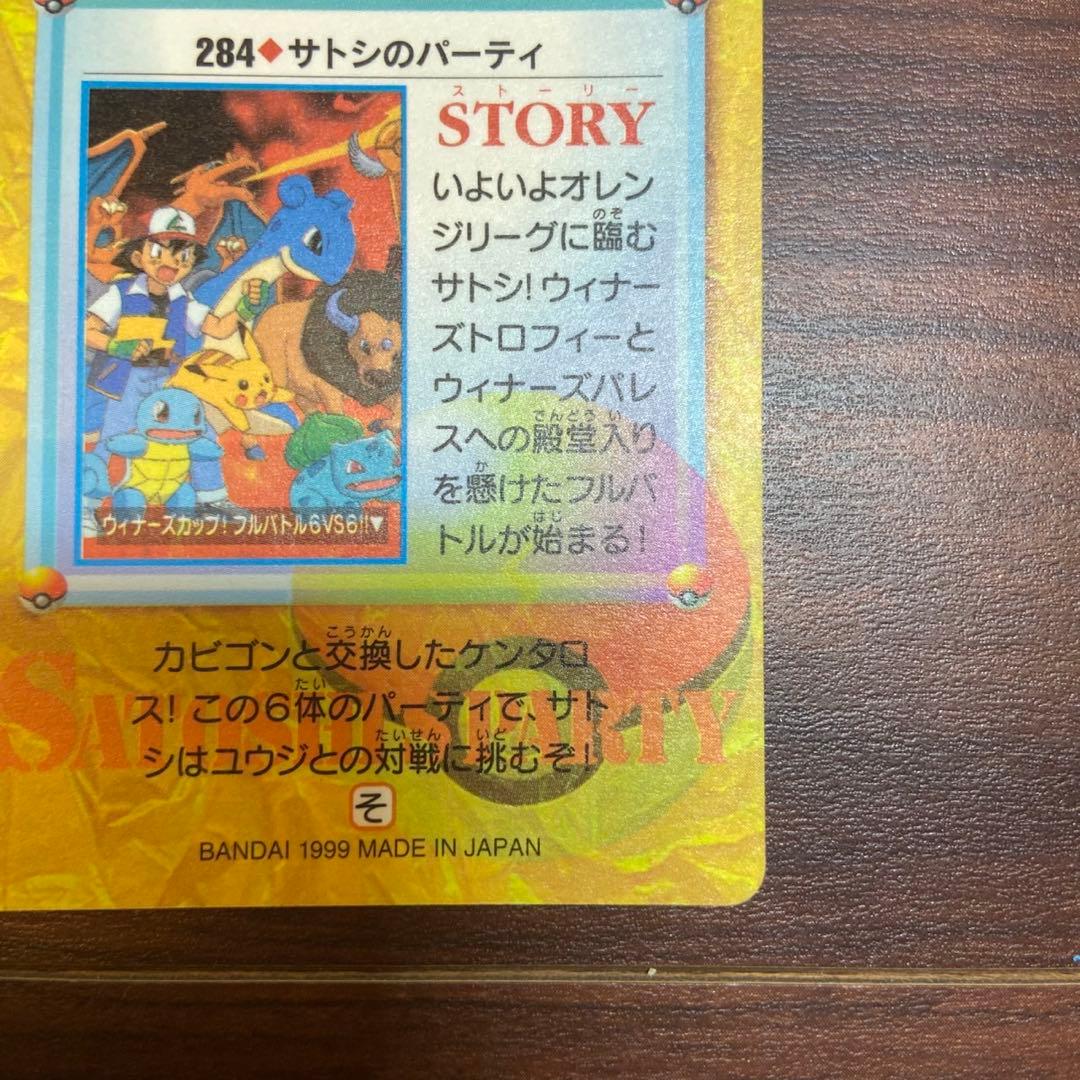 284◆サトシのパーティ
ストーリー
STORY
いよいよオレン
ジリーグに臨む
のぞ
サトシ!ウィナー
ズトロフィーと
ウィナーズパレ
でんどうい
スへの殿堂入り
か
を懸けたフルバ
はじ
トルが始まる!
ウィナーズカップ!フルバトル6VS6!!▼
こうかん
カビゴンと交換したケンタロ
たい
ス!この6体のパーティで、サト
たいせん いど
シはユウジとの対戦に挑むぞ!
SATOSHI'S PARTY
そ
BANDAI 1999 MADE IN JAPAN